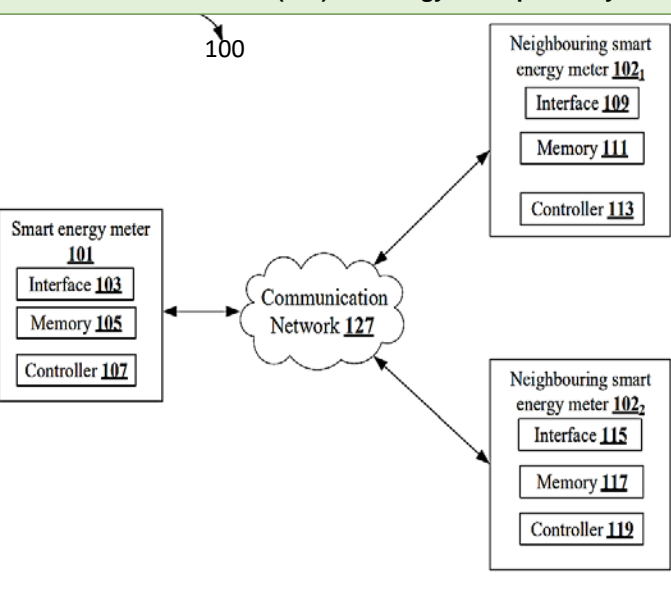 100
Neighbouring smart
energy meter 102₁
Interface 109
Memory 111
Controller 113
Smart energy meter
101
Interface 103
Memory 105
Controller 107
Communication
Network 127
Neighbouring smart
energy meter 102₂
Interface 115
Memory 117
Controller 119